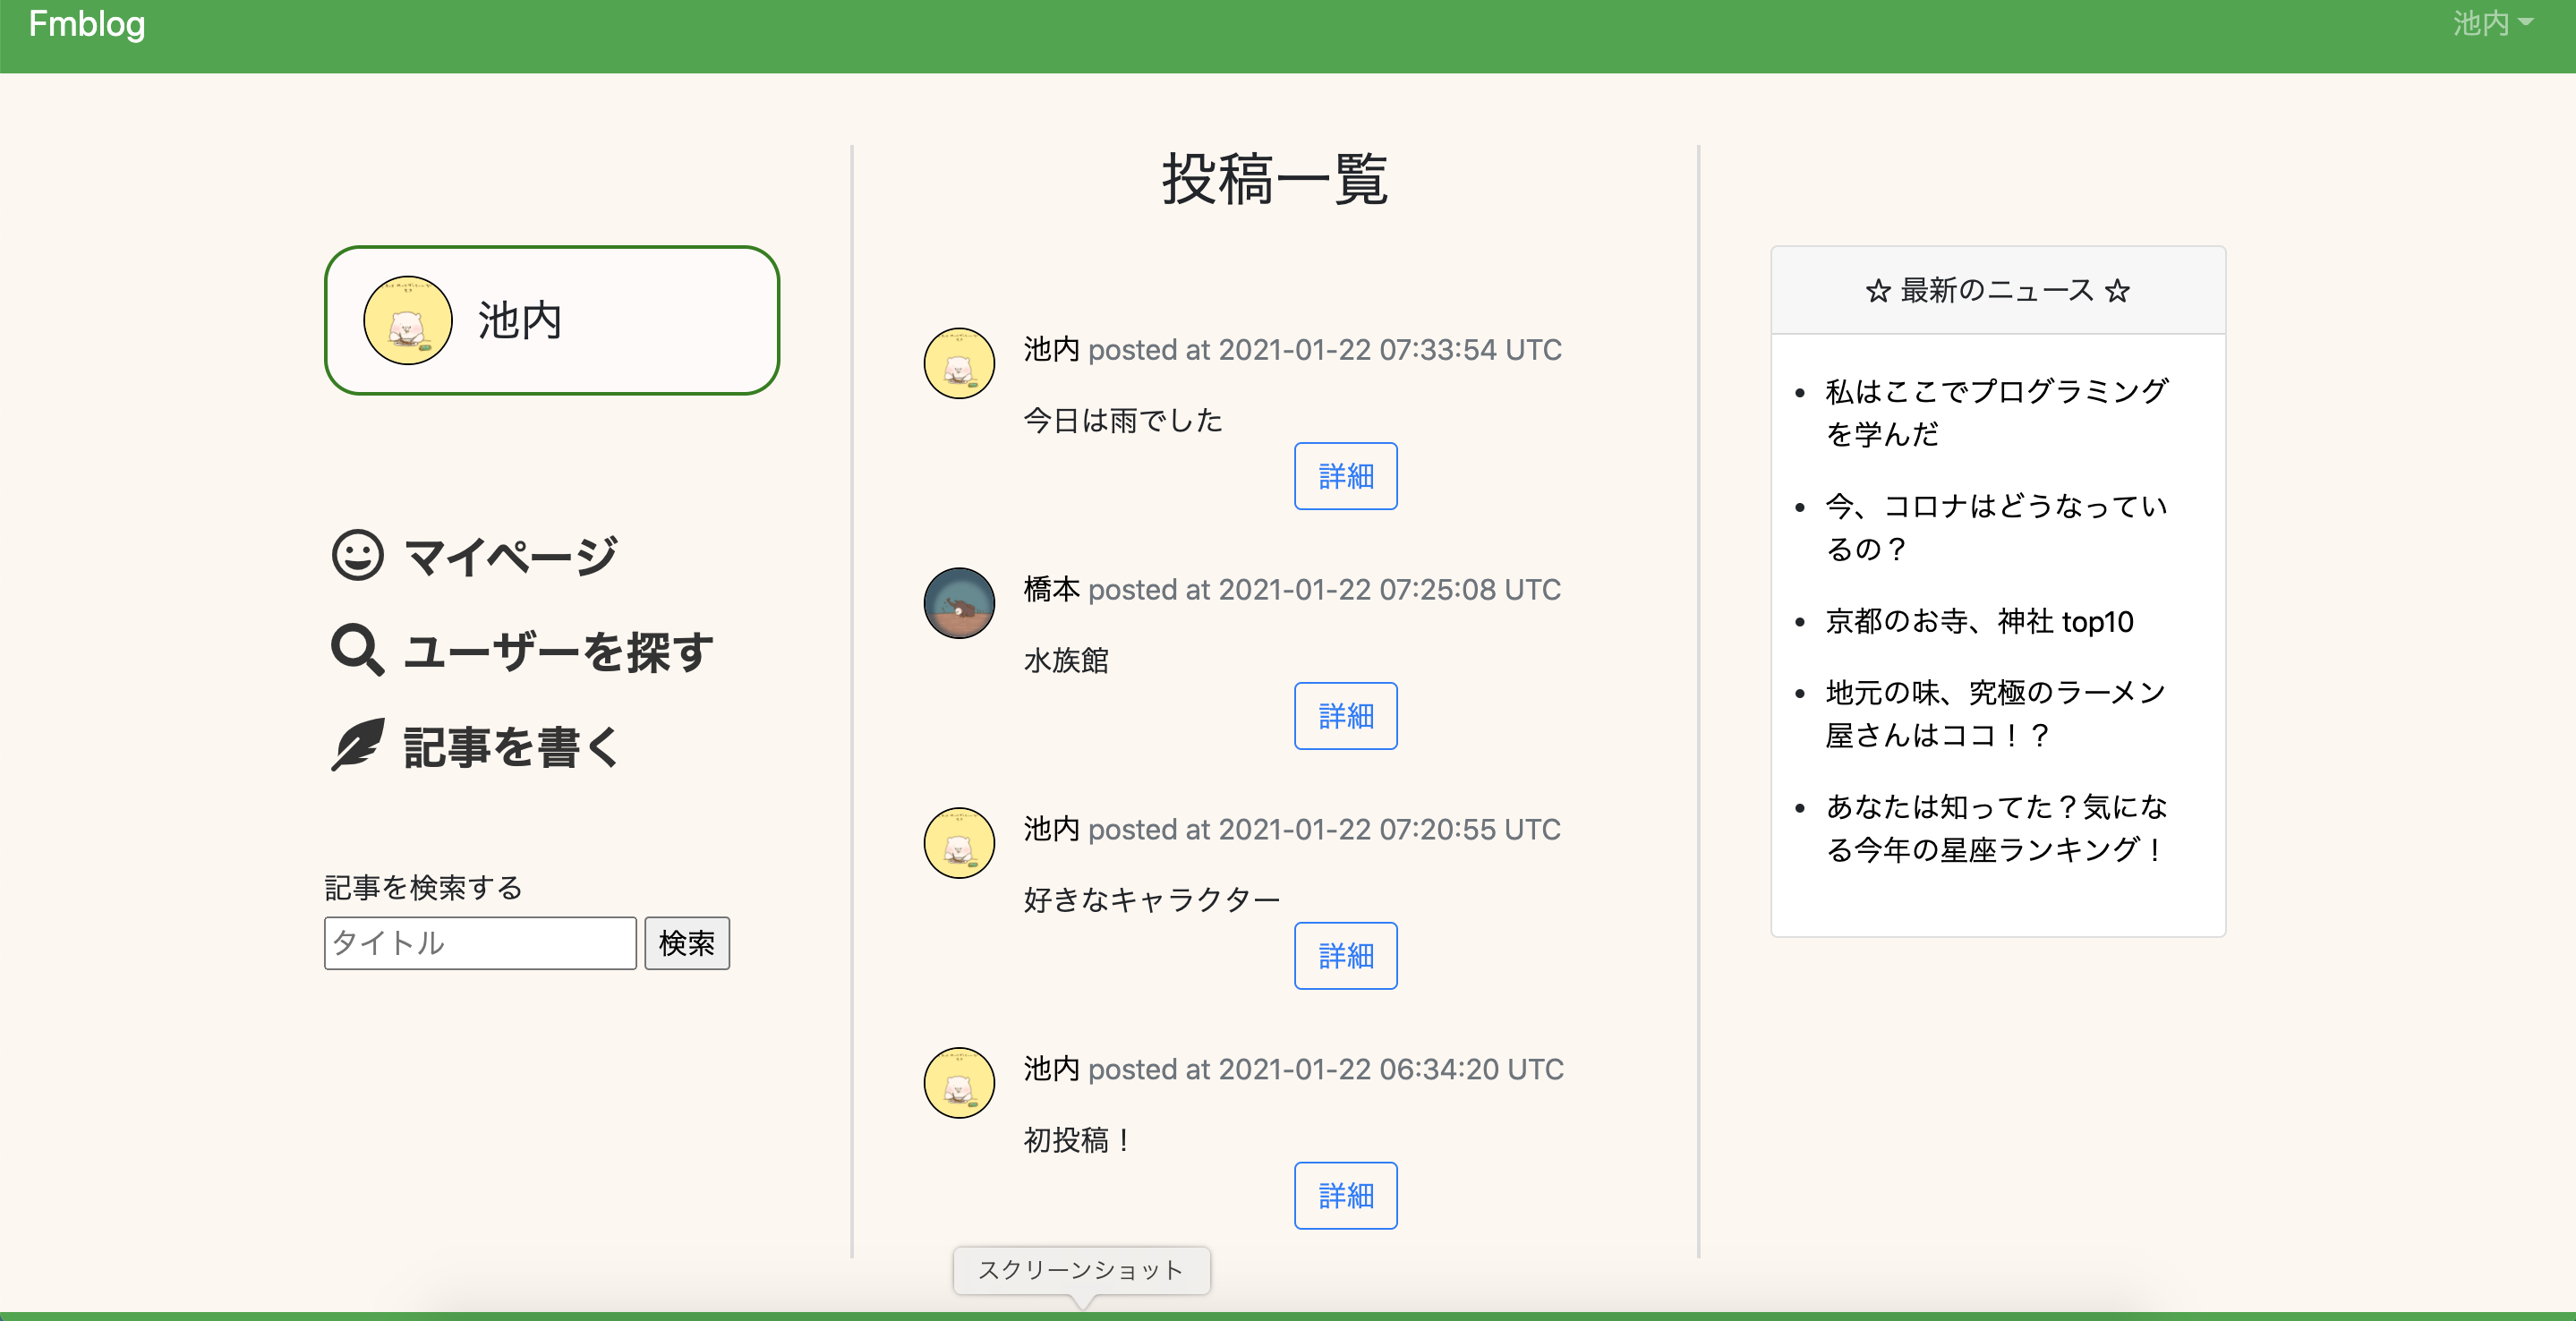 Fmblog
池内
池内
マイページ
ユーザーを探す
記事を書く
記事を検索する
タイトル
検索
投稿一覧
池内 posted at 2021-01-22 07:33:54 UTC
今日は雨でした
詳細
橋本 posted at 2021-01-22 07:25:08 UTC
水族館
詳細
池内 posted at 2021-01-22 07:20:55 UTC
好きなキャラクター
詳細
池内 posted at 2021-01-22 06:34:20 UTC
初投稿！
詳細
☆ 最新のニュース ☆
私はここでプログラミング
を学んだ
今、コロナはどうなってい
るの？
京都のお寺、神社 top10
地元の味、究極のラーメン
屋さんはココ！？
あなたは知ってた？気にな
る今年の星座ランキング！
スクリーンショット